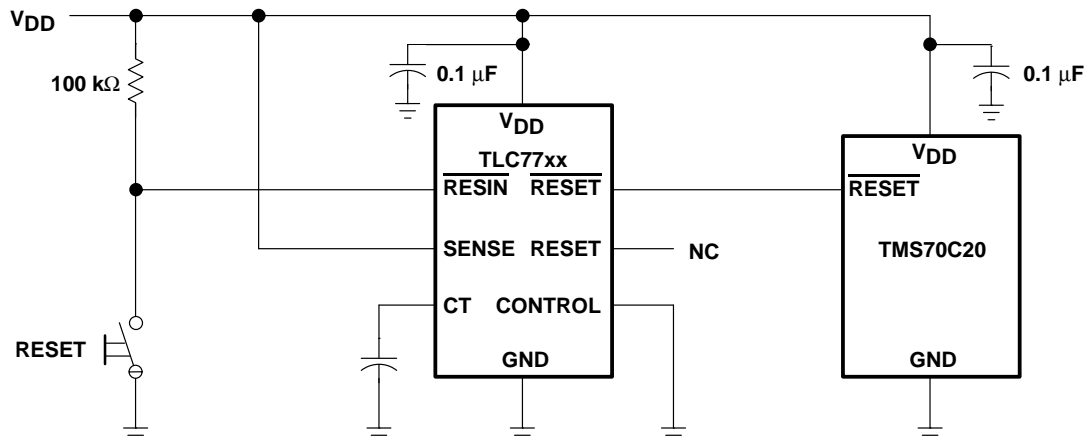 VDD
100 kΩ
0.1 μF
0.1 μF
VDD
TLC77xx
RESIN RESET
SENSE RESET
CT CONTROL
GND
NC
VDD
RESET
TMS70C20
GND
RESET